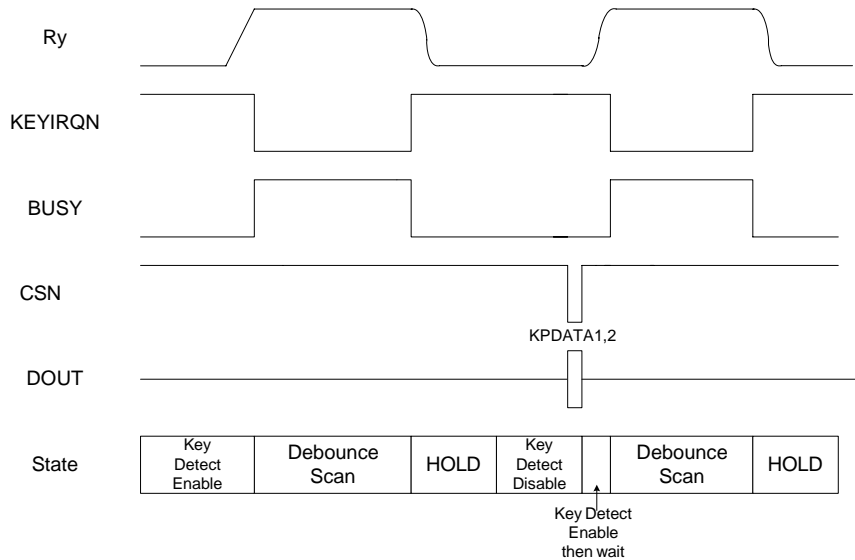 Ry
KEYIRQN
BUSY
CSN
KPDATA1,2
DOUT
State
Key
Detect
Enable
Debounce
Scan
HOLD
Key
Detect
Disable
Debounce
Scan
HOLD
Key Detect
Enable
then wait